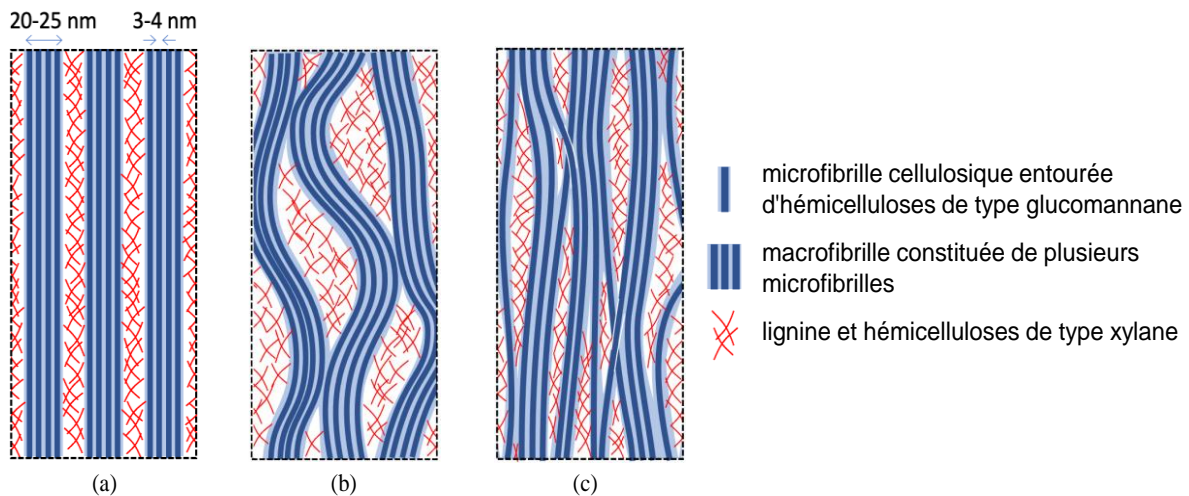 20-25 nm
3-4 nm
microfibrille cellulosique entourée
d'hémicelluloses de type glucomannane
macrofibrille constituée de plusieurs
microfibrilles
lignine et hémicelluloses de type xylane
(a)
(b)
(c)